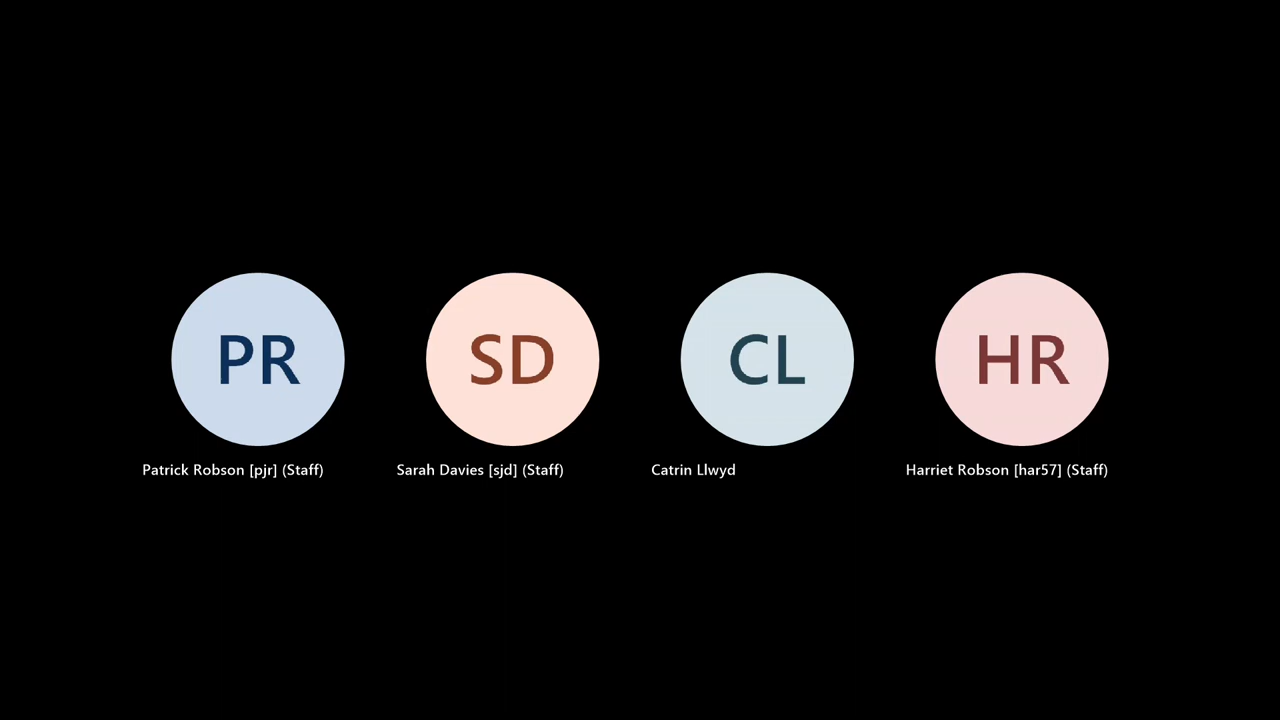 PR
SD
CL
HR
Patrick Robson [pjr] (Staff)
Sarah Davies [sjd] (Staff)
Catrin Llwyd
Harriet Robson [har57] (Staff)